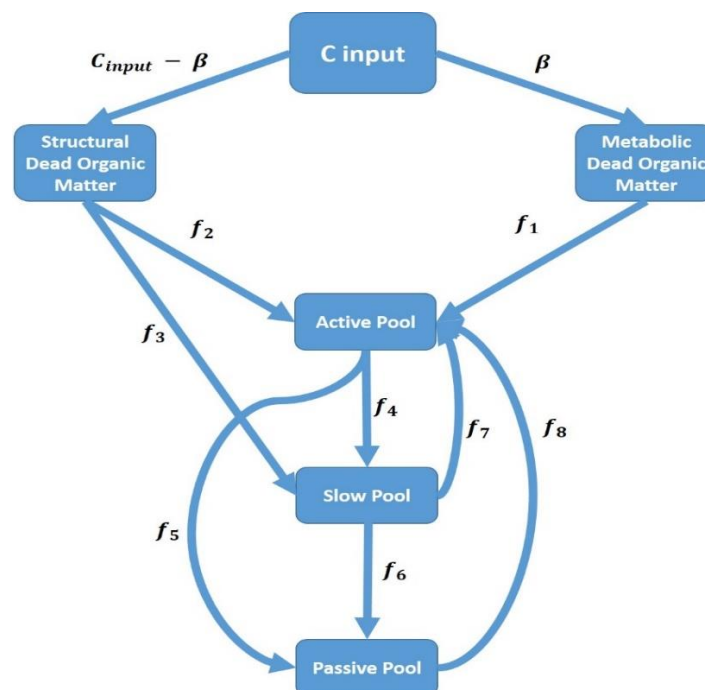 C input
C_input − β
β
Structural
Dead Organic
Matter
Metabolic
Dead Organic
Matter
f₂
f₁
Active Pool
f₃
f₄
f₇
f₈
Slow Pool
f₅
f₆
Passive Pool